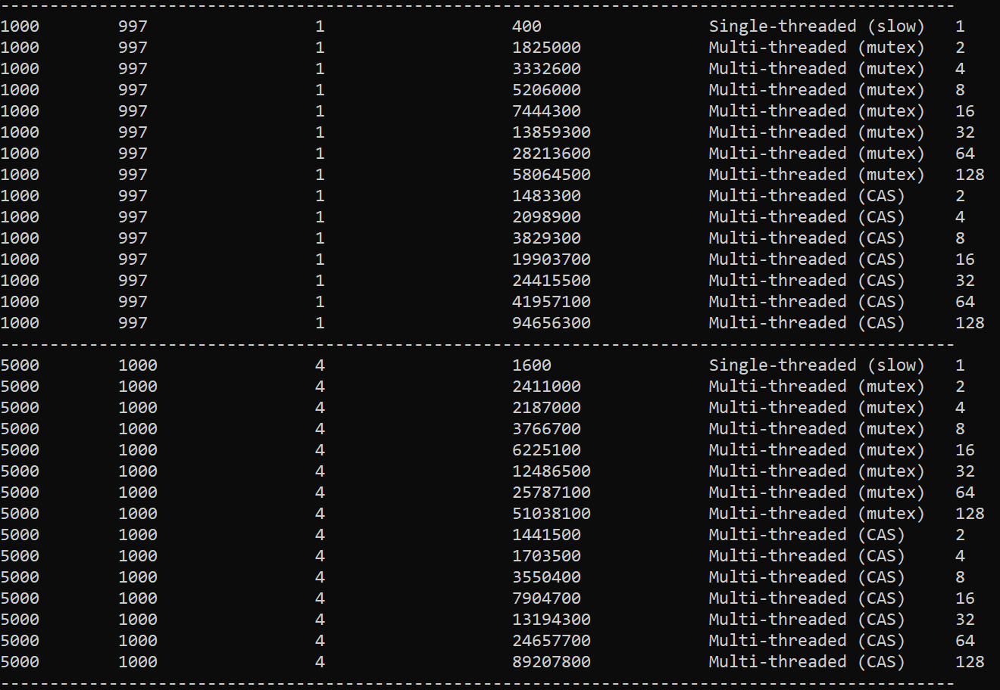 -------------------------------------------------------------------------------------------------
1000        997                 1                   400                 Single-threaded (slow)   1
1000        997                 1                   1825000             Multi-threaded (mutex)   2
1000        997                 1                   3332600             Multi-threaded (mutex)   4
1000        997                 1                   5206000             Multi-threaded (mutex)   8
1000        997                 1                   7444300             Multi-threaded (mutex)   16
1000        997                 1                   13859300            Multi-threaded (mutex)   32
1000        997                 1                   28213600            Multi-threaded (mutex)   64
1000        997                 1                   58064500            Multi-threaded (mutex)   128
1000        997                 1                   1483300             Multi-threaded (CAS)     2
1000        997                 1                   2098900             Multi-threaded (CAS)     4
1000        997                 1                   3829300             Multi-threaded (CAS)     8
1000        997                 1                   19903700            Multi-threaded (CAS)     16
1000        997                 1                   24415500            Multi-threaded (CAS)     32
1000        997                 1                   41957100            Multi-threaded (CAS)     64
1000        997                 1                   94656300            Multi-threaded (CAS)     128
-------------------------------------------------------------------------------------------------
5000        1000                4                   1600                Single-threaded (slow)   1
5000        1000                4                   2411000             Multi-threaded (mutex)   2
5000        1000                4                   2187000             Multi-threaded (mutex)   4
5000        1000                4                   3766700             Multi-threaded (mutex)   8
5000        1000                4                   6225100             Multi-threaded (mutex)   16
5000        1000                4                   12486500            Multi-threaded (mutex)   32
5000        1000                4                   25787100            Multi-threaded (mutex)   64
5000        1000                4                   51038100            Multi-threaded (mutex)   128
5000        1000                4                   1441500             Multi-threaded (CAS)     2
5000        1000                4                   1703500             Multi-threaded (CAS)     4
5000        1000                4                   3550400             Multi-threaded (CAS)     8
5000        1000                4                   7904700             Multi-threaded (CAS)     16
5000        1000                4                   13194300            Multi-threaded (CAS)     32
5000        1000                4                   24657700            Multi-threaded (CAS)     64
5000        1000                4                   89207800            Multi-threaded (CAS)     128
-------------------------------------------------------------------------------------------------